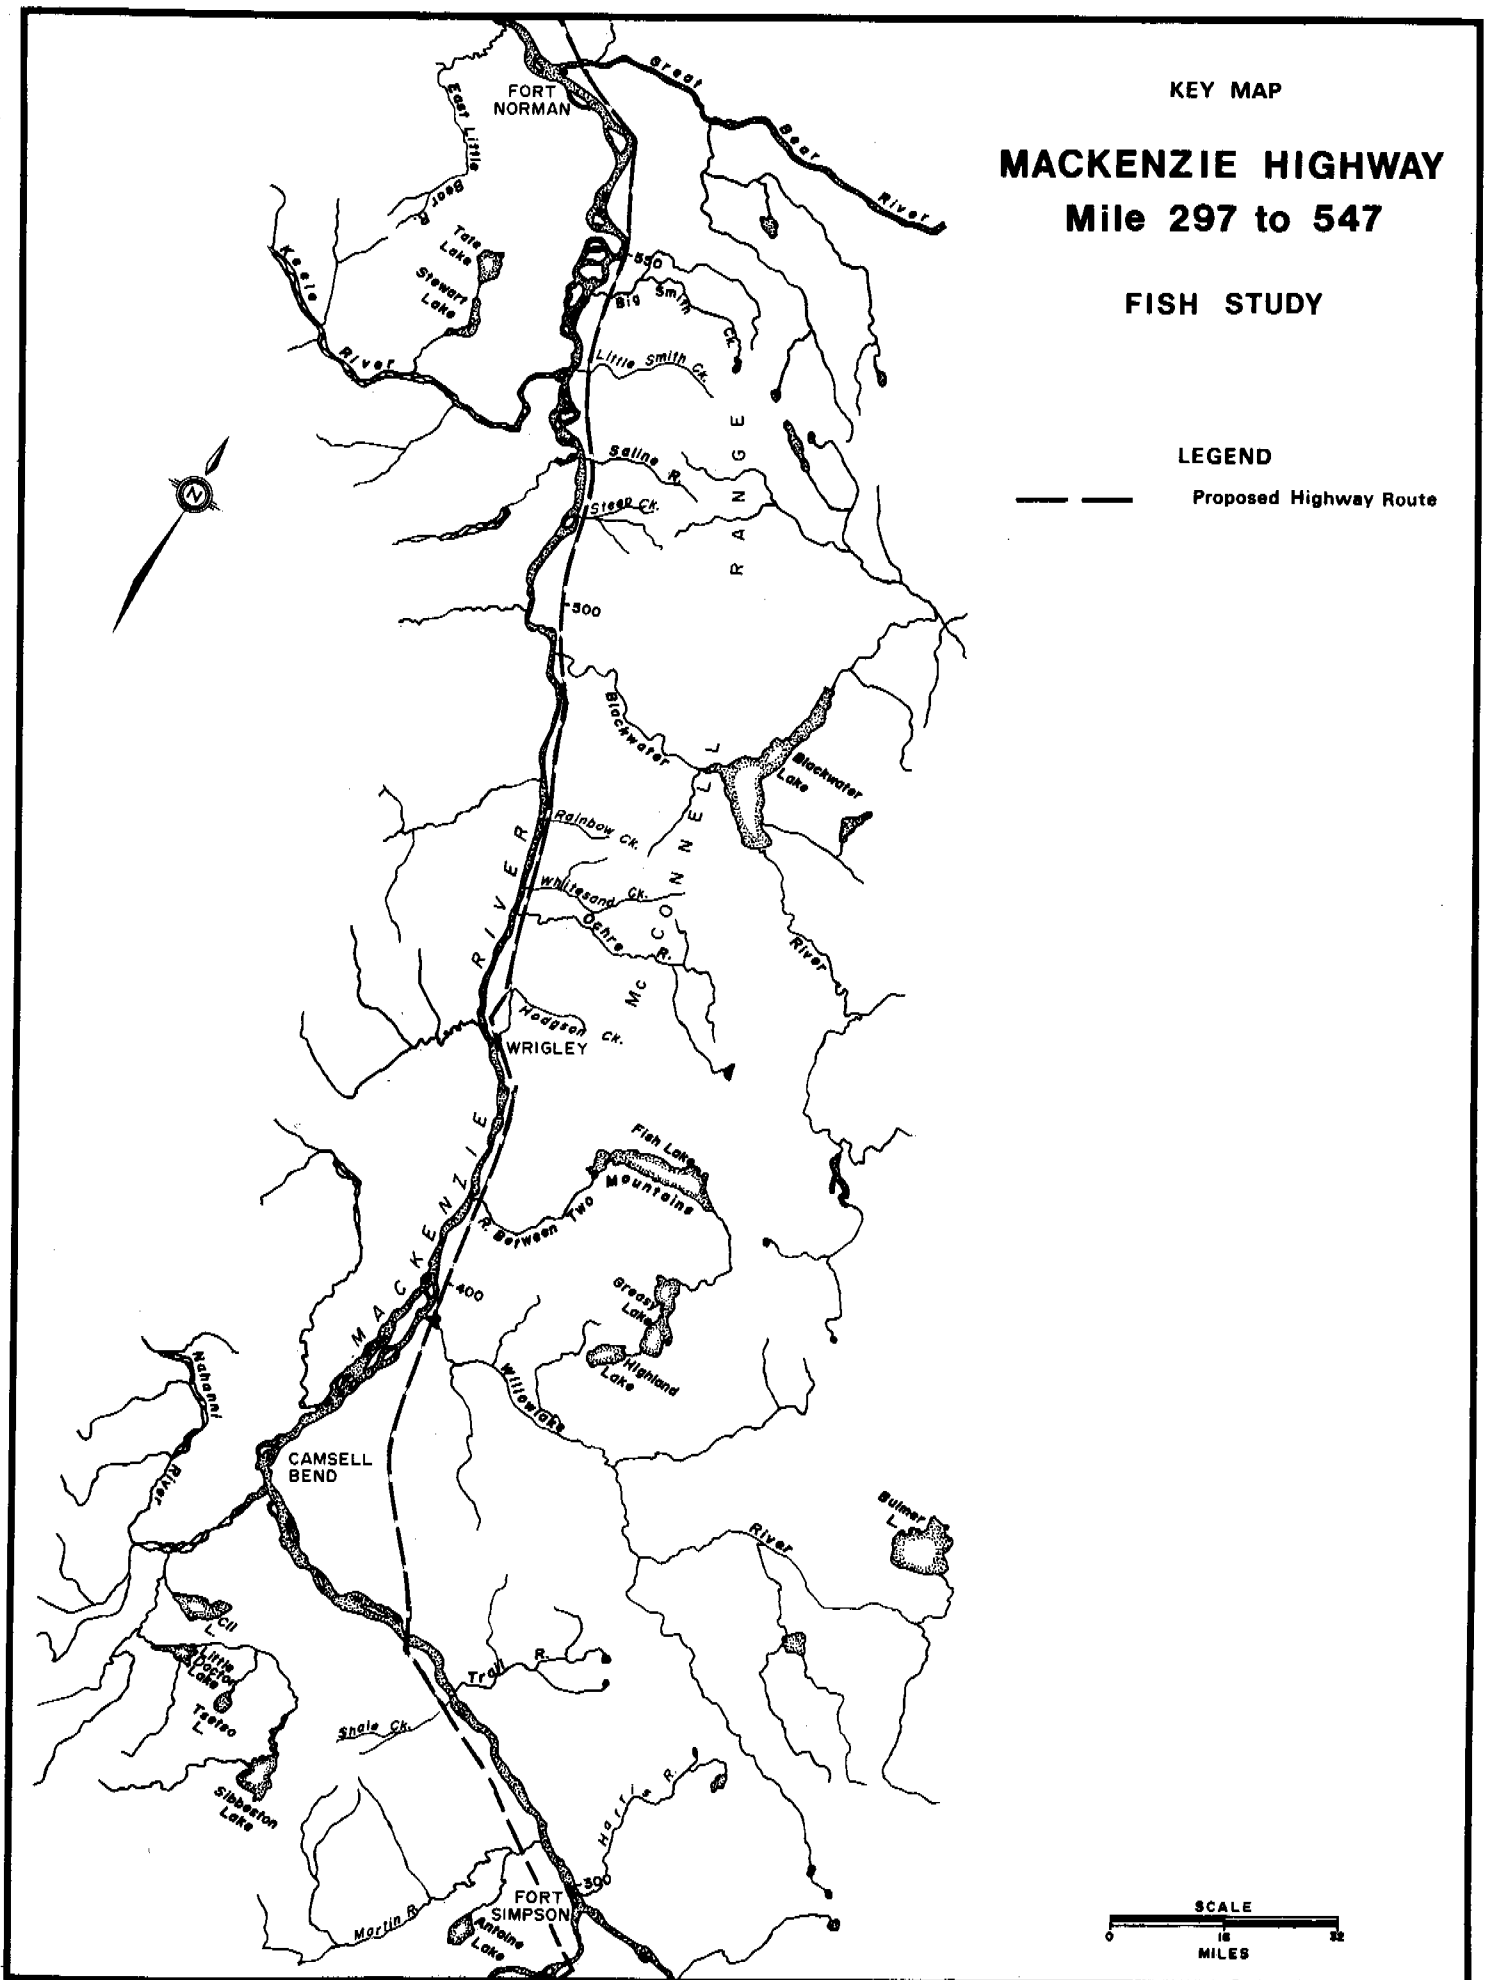 KEY MAP
MACKENZIE HIGHWAY
Mile 297 to 547
FISH STUDY
LEGEND
Proposed Highway Route
N
FORT
NORMAN
Great Bear River
East Little Bear R.
Tate
Lake
Stewart
Lake
Keele River
550
Big Smith Ck.
Little Smith Ck.
Saline R.
Steep Ck.
500
Blackwater River
Blackwater
Lake
McCONNELL RANGE
Rainbow Ck.
Whitesand Ck.
Ochre R.
Hodgson Ck.
WRIGLEY
MACKENZIE RIVER
Fish Lake
R. Between Two Mountains
400
Greasy
Lake
Highland
Lake
Willowlake River
Nahanni River
CAMSELL
BEND
Bulmer
L.
Cli
L.
Little
Doctor
Lake
Tsetso
L.
Sibbeston
Lake
Trail R.
Shale Ck.
Harris R.
300
Martin R.
FORT
SIMPSON
Antoine
Lake
SCALE
0 16 32
MILES